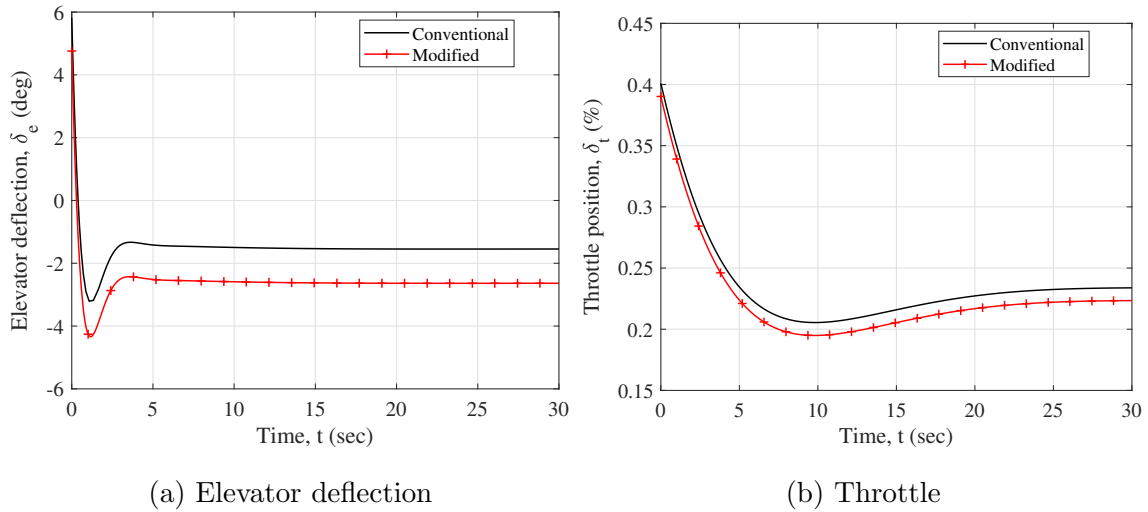 Conventional
Modified
6
4
2
0
-2
-4
-6
Elevator deflection, δ_e (deg)
0 5 10 15 20 25 30
Time, t (sec)
(a) Elevator deflection
Conventional
Modified
0.45
0.4
0.35
0.3
0.25
0.2
0.15
Throttle position, δ_t (%)
0 5 10 15 20 25 30
Time, t (sec)
(b) Throttle